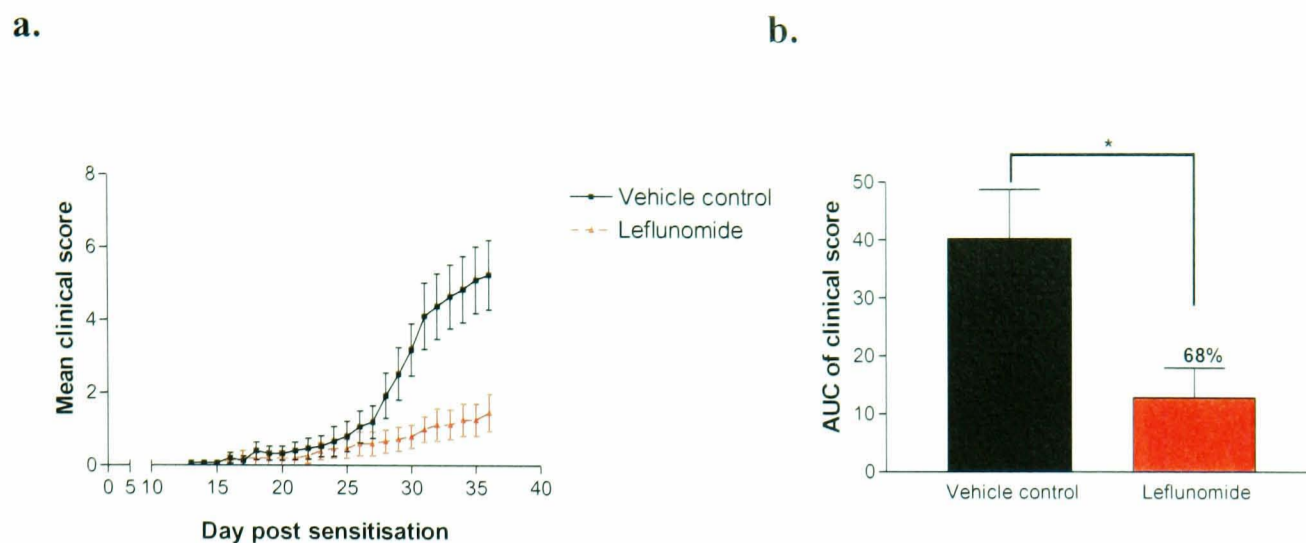 a.
b.
8
6
4
2
0
Mean clinical score
0 5 10 15 20 25 30 35 40
Day post sensitisation
Vehicle control
Leflunomide
*
50
40
30
20
10
0
AUC of clinical score
68%
Vehicle control
Leflunomide